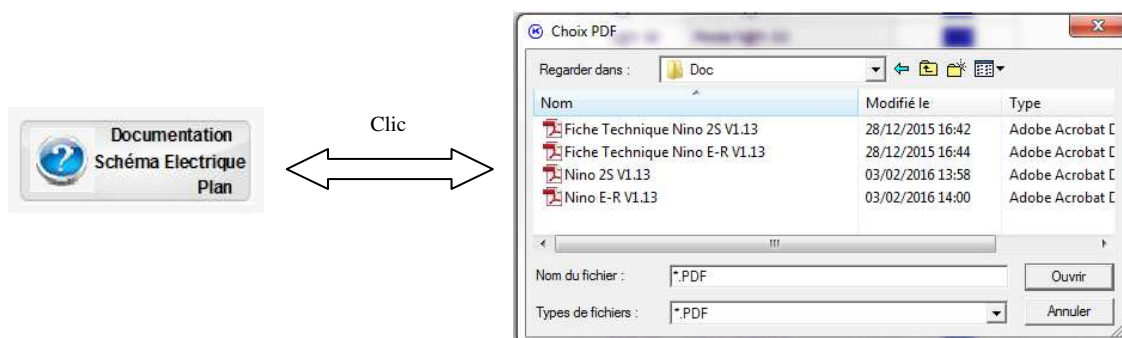 Documentation
Schéma Electrique
Plan
Clic
Choix PDF
Regarder dans :
Doc
Nom Modifié le Type
Fiche Technique Nino 2S V1.13 28/12/2015 16:42 Adobe Acrobat D
Fiche Technique Nino E-R V1.13 28/12/2015 16:44 Adobe Acrobat D
Nino 2S V1.13 03/02/2016 13:58 Adobe Acrobat D
Nino E-R V1.13 03/02/2016 14:00 Adobe Acrobat D
Nom du fichier : *.PDF Ouvrir
Types de fichiers : *.PDF Annuler